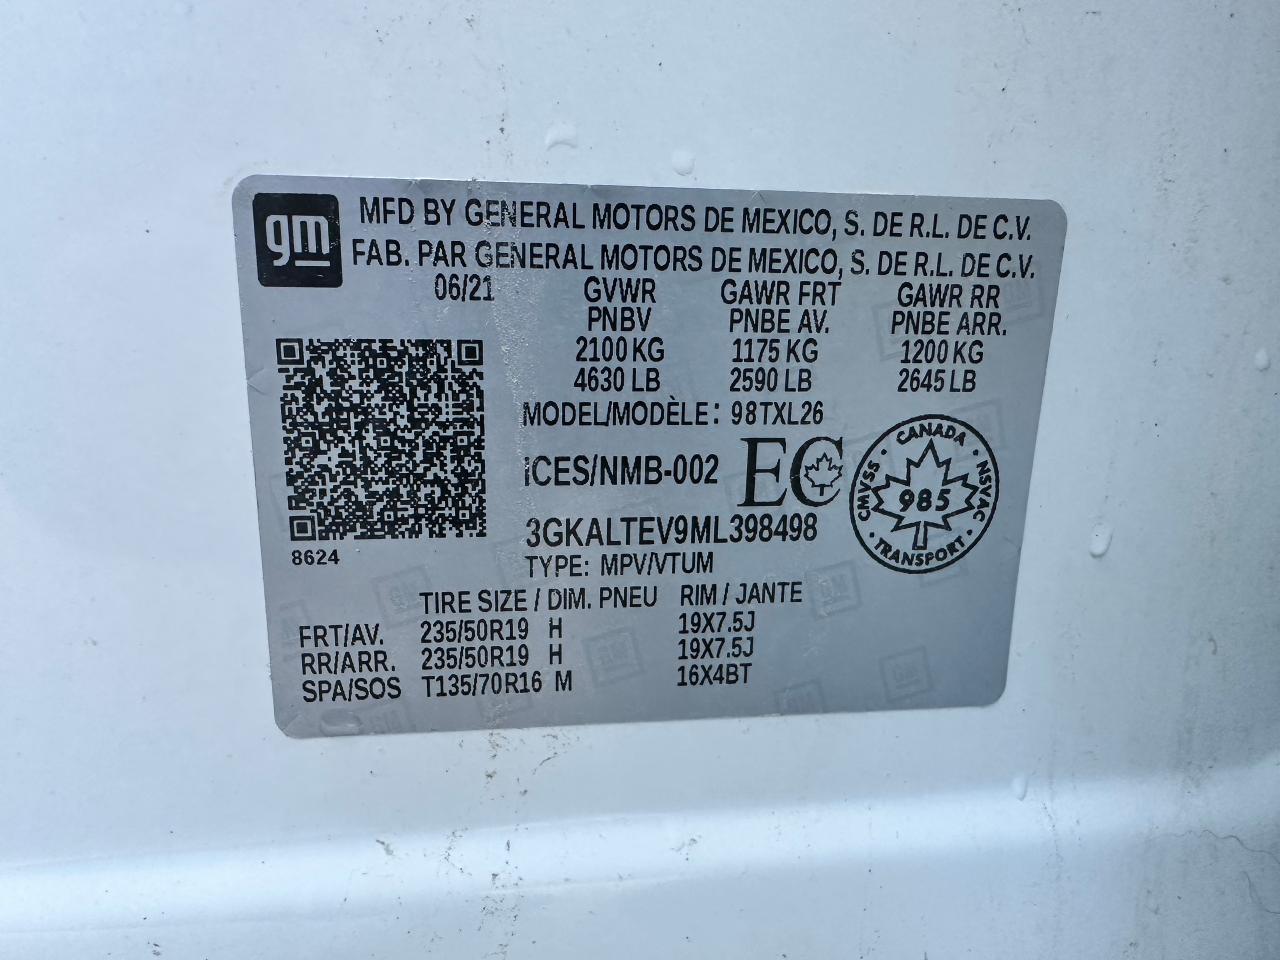 gm
MFD BY GENERAL MOTORS DE MEXICO, S. DE R.L. DE C.V.
FAB. PAR GENERAL MOTORS DE MEXICO, S. DE R.L. DE C.V.
06/21 GVWR GAWR FRT GAWR RR
PNBV PNBE AV. PNBE ARR.
2100 KG 1175 KG 1200 KG
4630 LB 2590 LB 2645 LB
MODEL/MODÈLE: 98TXL26
ICES/NMB-002 EC
CANADA
CMVSS · NSVAC
985
TRANSPORT
3GKALTEV9ML398498
8624
TYPE: MPV/VTUM
TIRE SIZE / DIM. PNEU RIM / JANTE
FRT/AV. 235/50R19 H 19X7.5J
RR/ARR. 235/50R19 H 19X7.5J
SPA/SOS T135/70R16 M 16X4BT